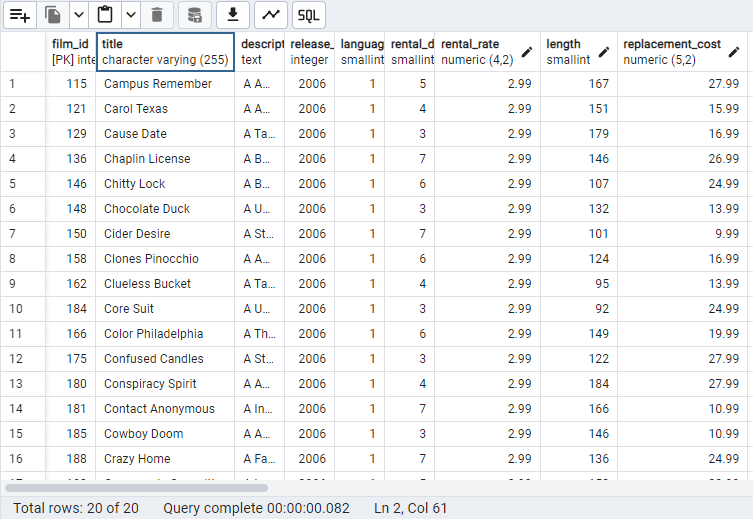 SQL
film_id title descript release_ languag rental_d rental_rate length replacement_cost
[PK] inte character varying (255) text integer smallint smallint numeric (4,2) smallint numeric (5,2)
1 115 Campus Remember A A... 2006 1 5 2.99 167 27.99
2 121 Carol Texas A A... 2006 1 4 2.99 151 15.99
3 129 Cause Date A Ta... 2006 1 3 2.99 179 16.99
4 136 Chaplin License A B... 2006 1 7 2.99 146 26.99
5 146 Chitty Lock A B... 2006 1 6 2.99 107 24.99
6 148 Chocolate Duck A U... 2006 1 3 2.99 132 13.99
7 150 Cider Desire A St... 2006 1 7 2.99 101 9.99
8 158 Clones Pinocchio A A... 2006 1 6 2.99 124 16.99
9 162 Clueless Bucket A Ta... 2006 1 4 2.99 95 13.99
10 184 Core Suit A U... 2006 1 3 2.99 92 24.99
11 166 Color Philadelphia A Th... 2006 1 6 2.99 149 19.99
12 175 Confused Candles A St... 2006 1 3 2.99 122 27.99
13 180 Conspiracy Spirit A A... 2006 1 4 2.99 184 27.99
14 181 Contact Anonymous A In... 2006 1 7 2.99 166 10.99
15 185 Cowboy Doom A A... 2006 1 3 2.99 146 10.99
16 188 Crazy Home A Fa... 2006 1 7 2.99 136 24.99
Total rows: 20 of 20 Query complete 00:00:00.082 Ln 2, Col 61